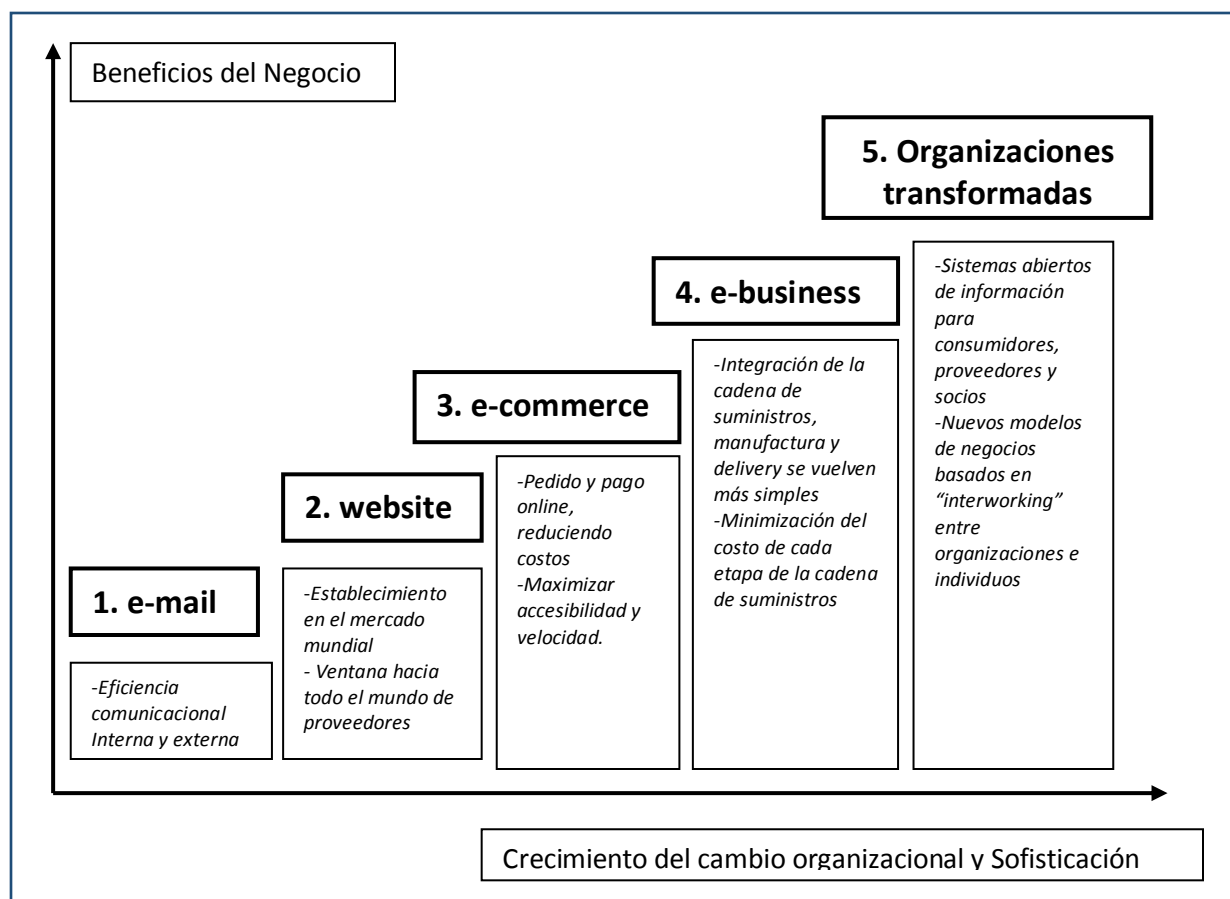 Beneficios del Negocio
5. Organizaciones
transformadas
-Sistemas abiertos
de información
para
consumidores,
proveedores y
socios
-Nuevos modelos
de negocios
basados en
“interworking”
entre
organizaciones e
individuos
4. e-business
-Integración de la
cadena de
suministros,
manufactura y
delivery se vuelven
más simples
-Minimización del
costo de cada
etapa de la cadena
de suministros
3. e-commerce
-Pedido y pago
online,
reduciendo
costos
-Maximizar
accesibilidad y
velocidad.
2. website
-Establecimiento
en el mercado
mundial
- Ventana hacia
todo el mundo de
proveedores
1. e-mail
-Eficiencia
comunicacional
Interna y externa
Crecimiento del cambio organizacional y Sofisticación